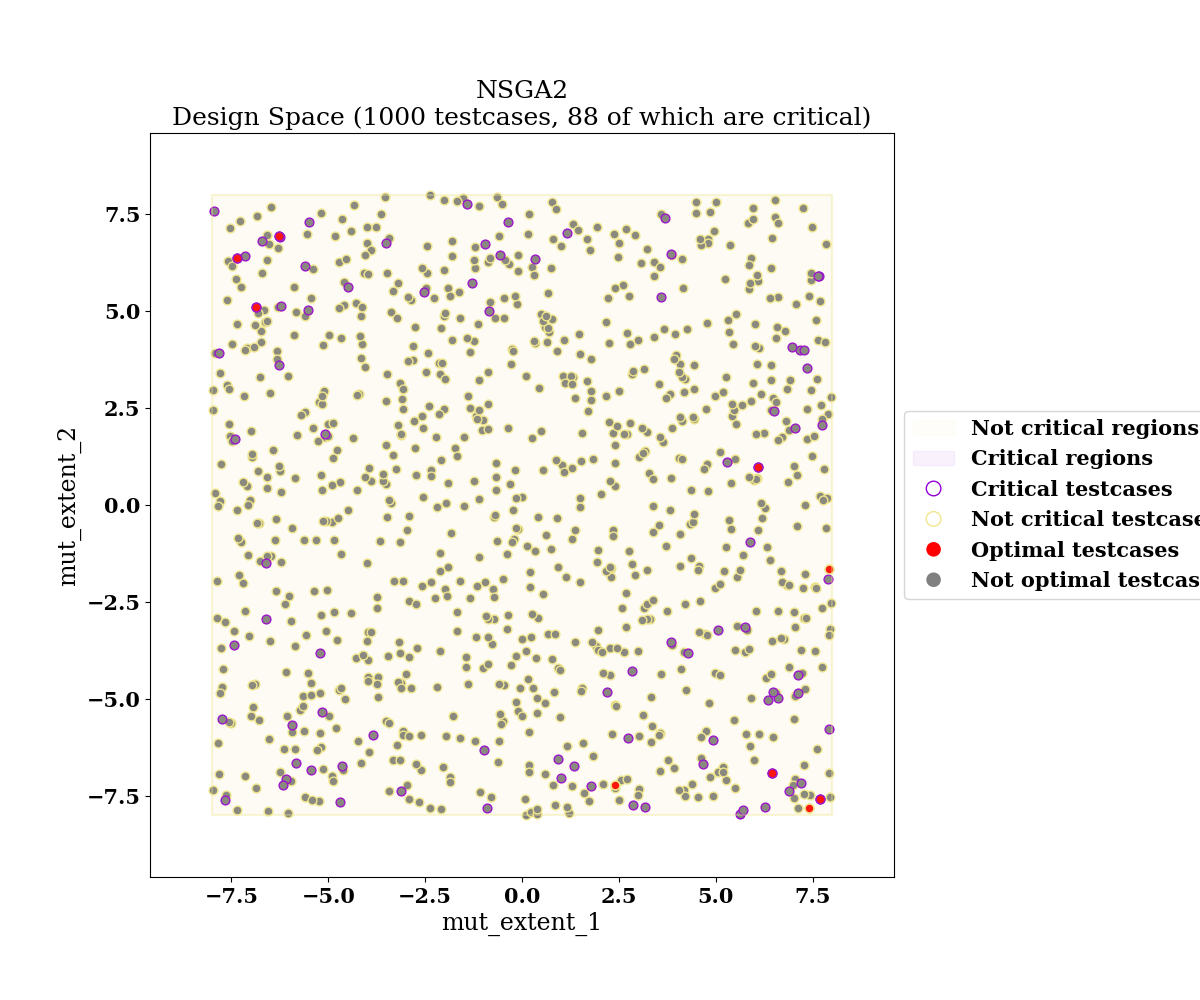 NSGA2
Design Space (1000 testcases, 88 of which are critical)
7.5
5.0
2.5
0.0
−2.5
−5.0
−7.5
mut_extent_2
−7.5 −5.0 −2.5 0.0 2.5 5.0 7.5
mut_extent_1
Not critical regions
Critical regions
Critical testcases
Not critical testcase
Optimal testcases
Not optimal testcas